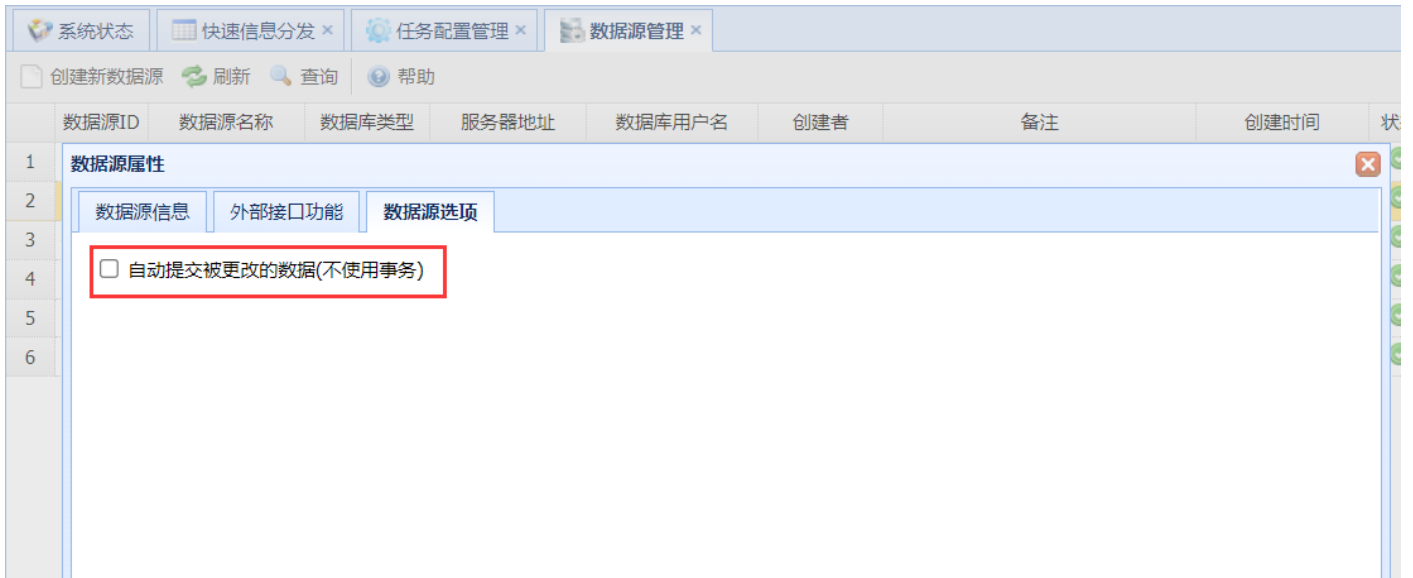 系统状态 快速信息分发 任务配置管理 数据源管理
创建新数据源 刷新 查询 帮助
数据源ID 数据源名称 数据库类型 服务器地址 数据库用户名 创建者 备注 创建时间 状
1
数据源属性
2
数据源信息 外部接口功能 数据源选项
3
自动提交被更改的数据(不使用事务)
4
5
6